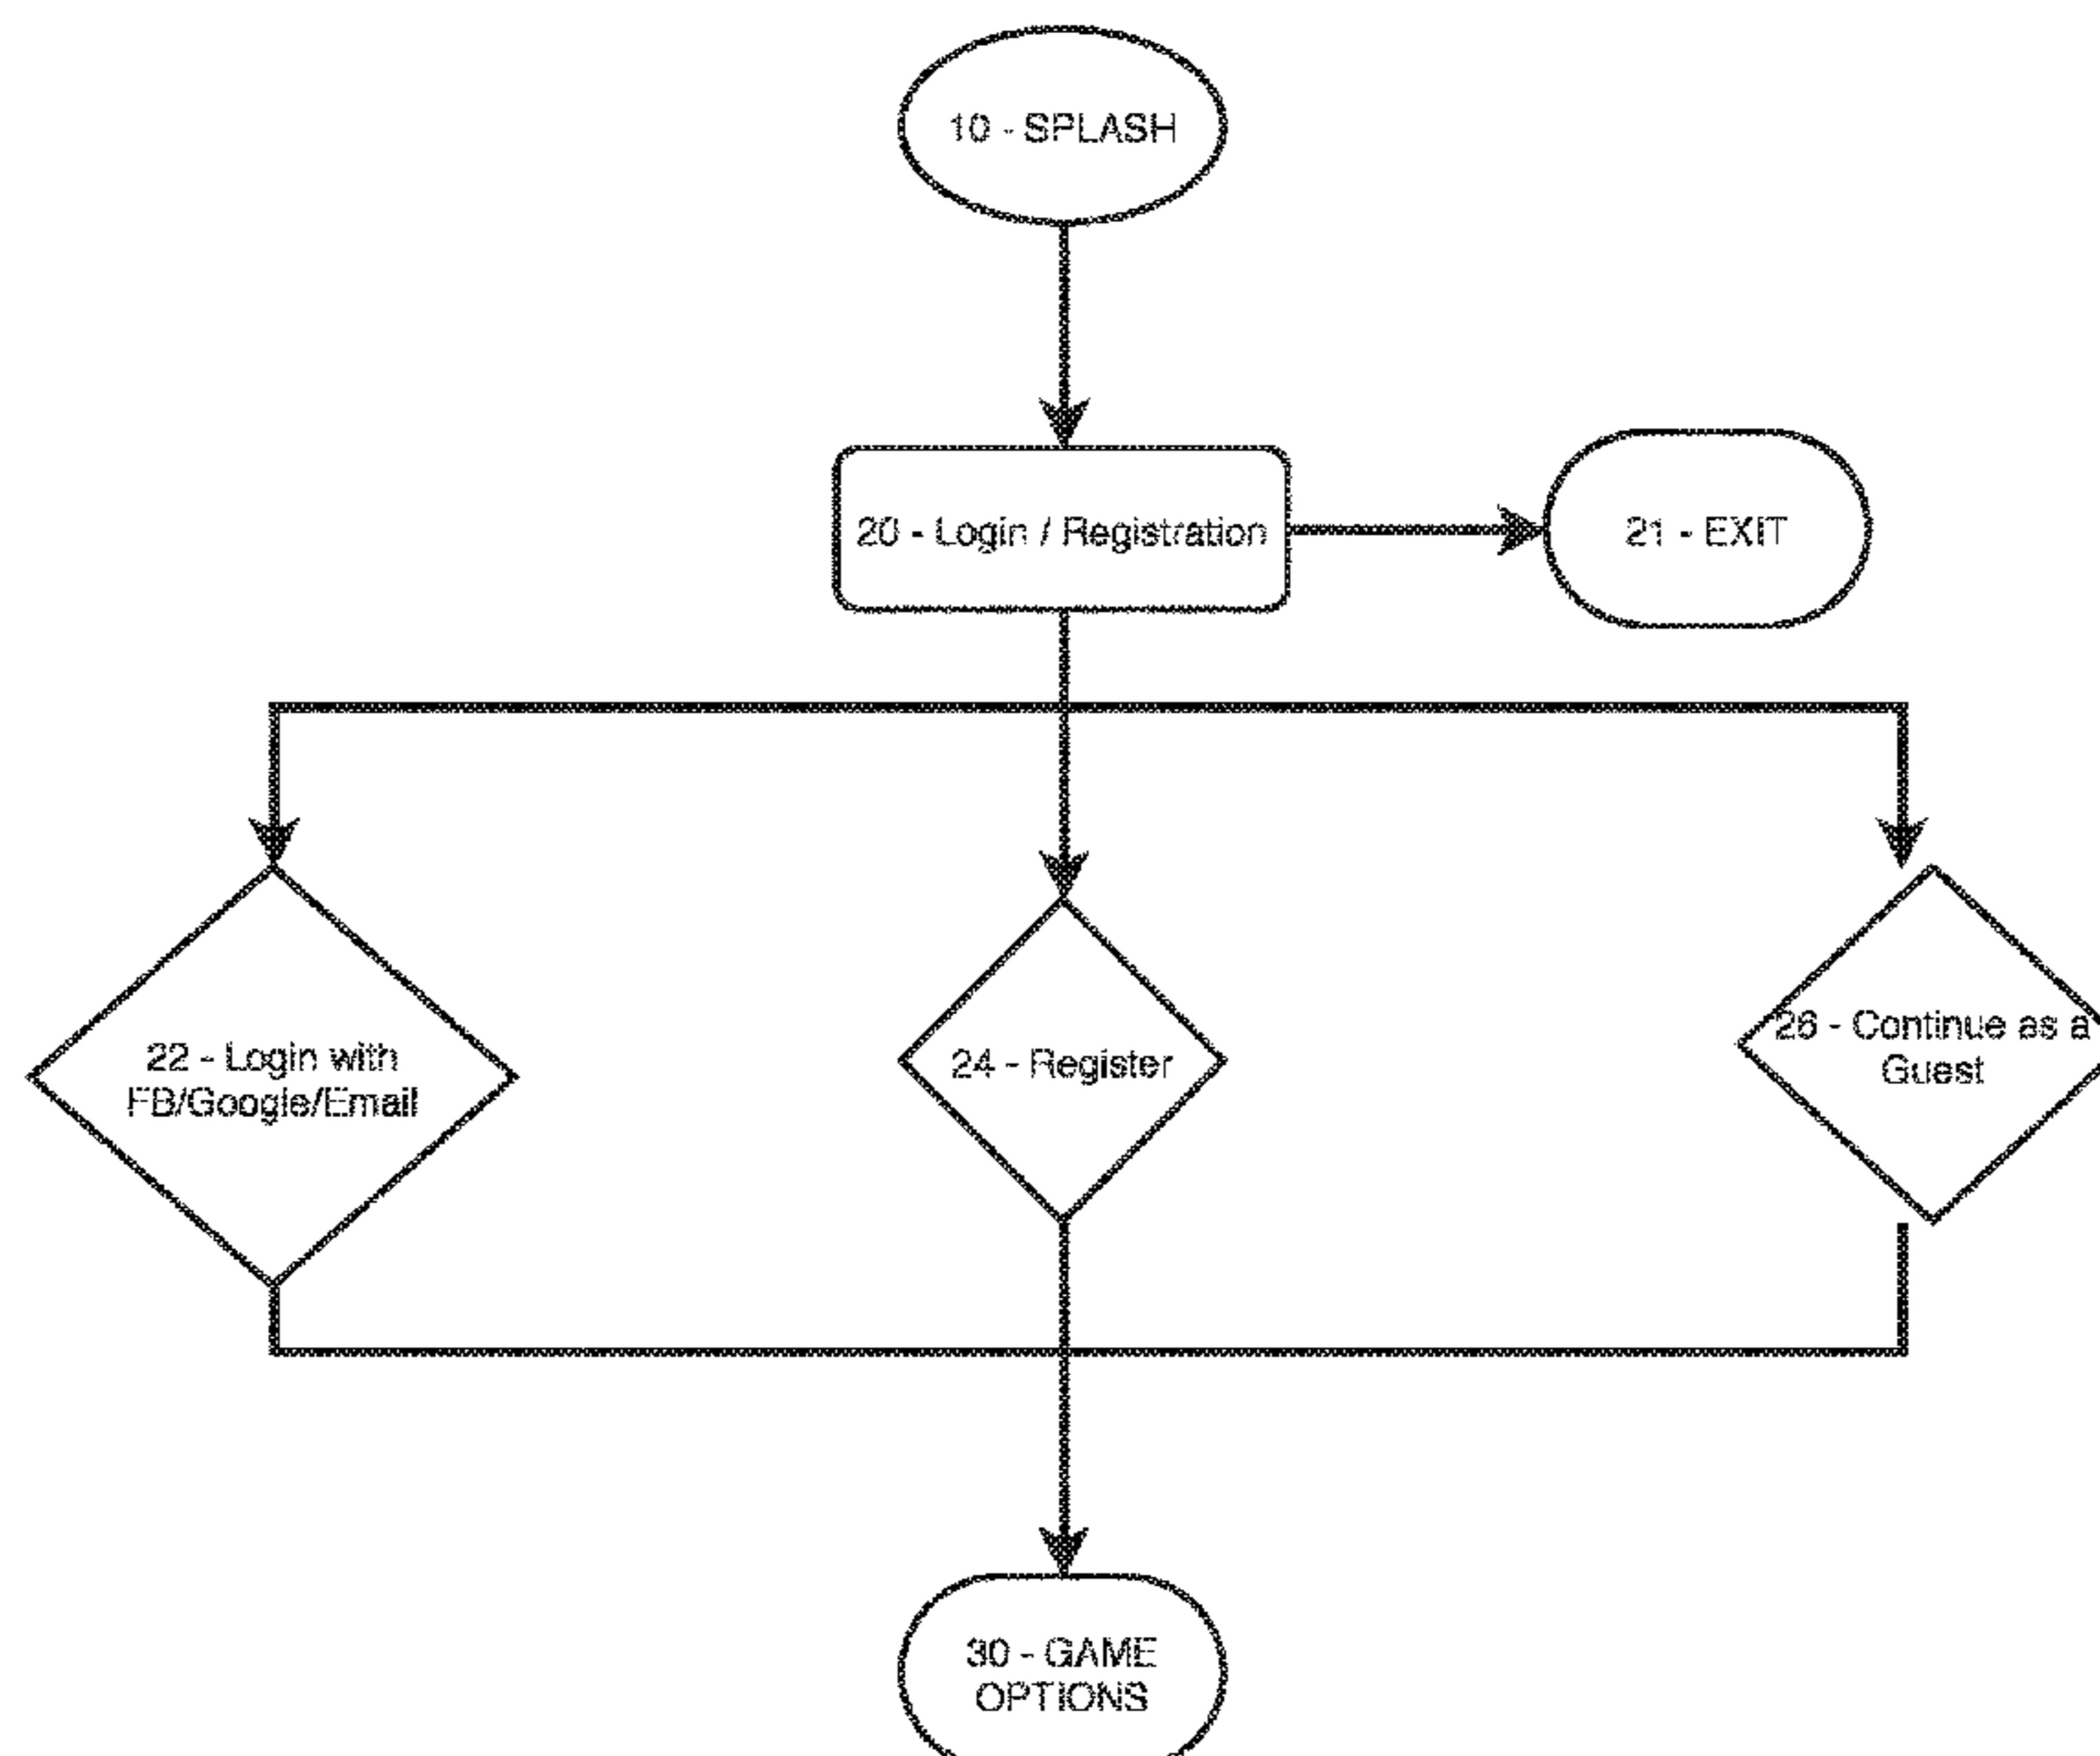 10 - SPLASH
20 - Login / Registration
21 - EXIT
22 - Login with
FB/Google/Email
24 - Register
26 - Continue as a
Guest
30 - GAME
OPTIONS